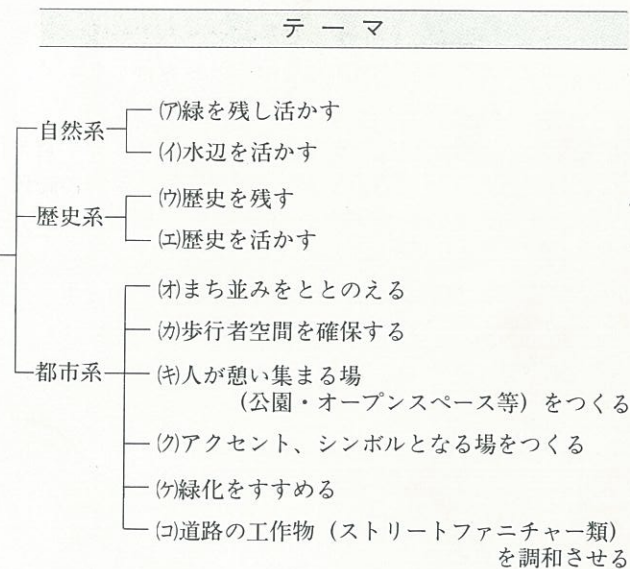 テーマ
自然系
㋐緑を残し活かす
㋑水辺を活かす
歴史系
㋒歴史を残す
㋓歴史を活かす
都市系
㋔まち並みをととのえる
㋕歩行者空間を確保する
㋖人が憩い集まる場
(公園・オープンスペース等) をつくる
㋗アクセント、シンボルとなる場をつくる
㋘緑化をすすめる
㋙道路の工作物 (ストリートファニチャー類)
を調和させる